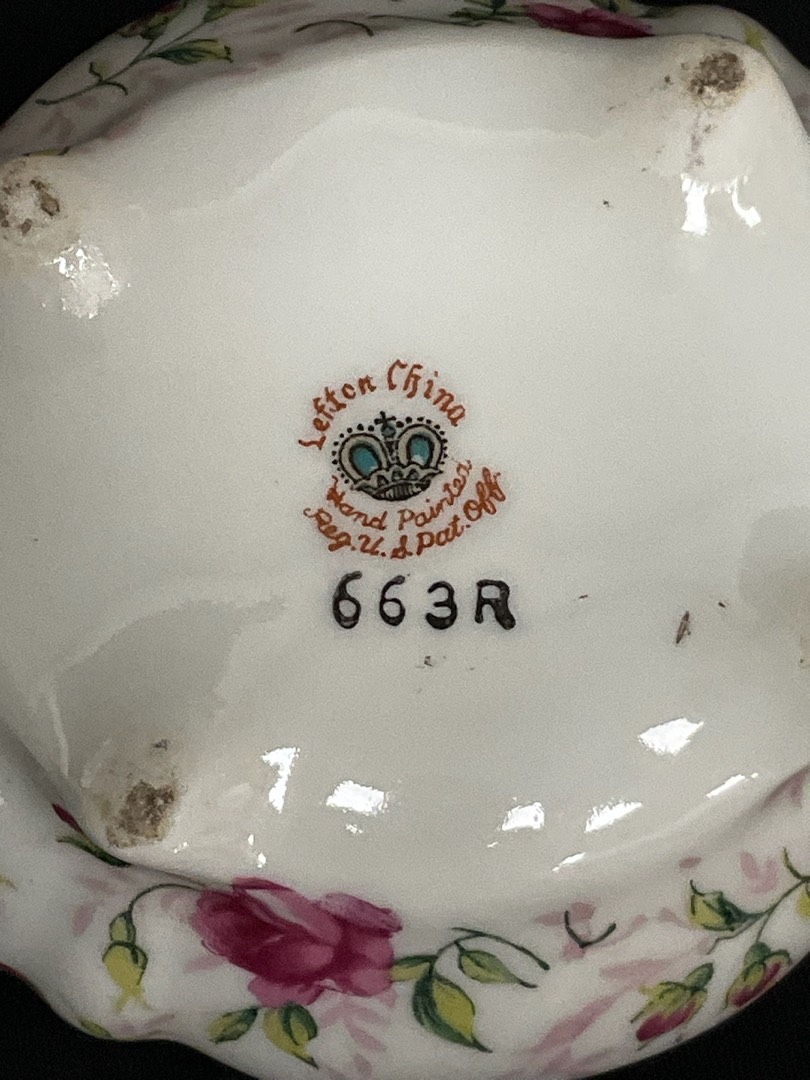 Lefton China
Hand Painted
Reg. U. S Pat. Off.
663R